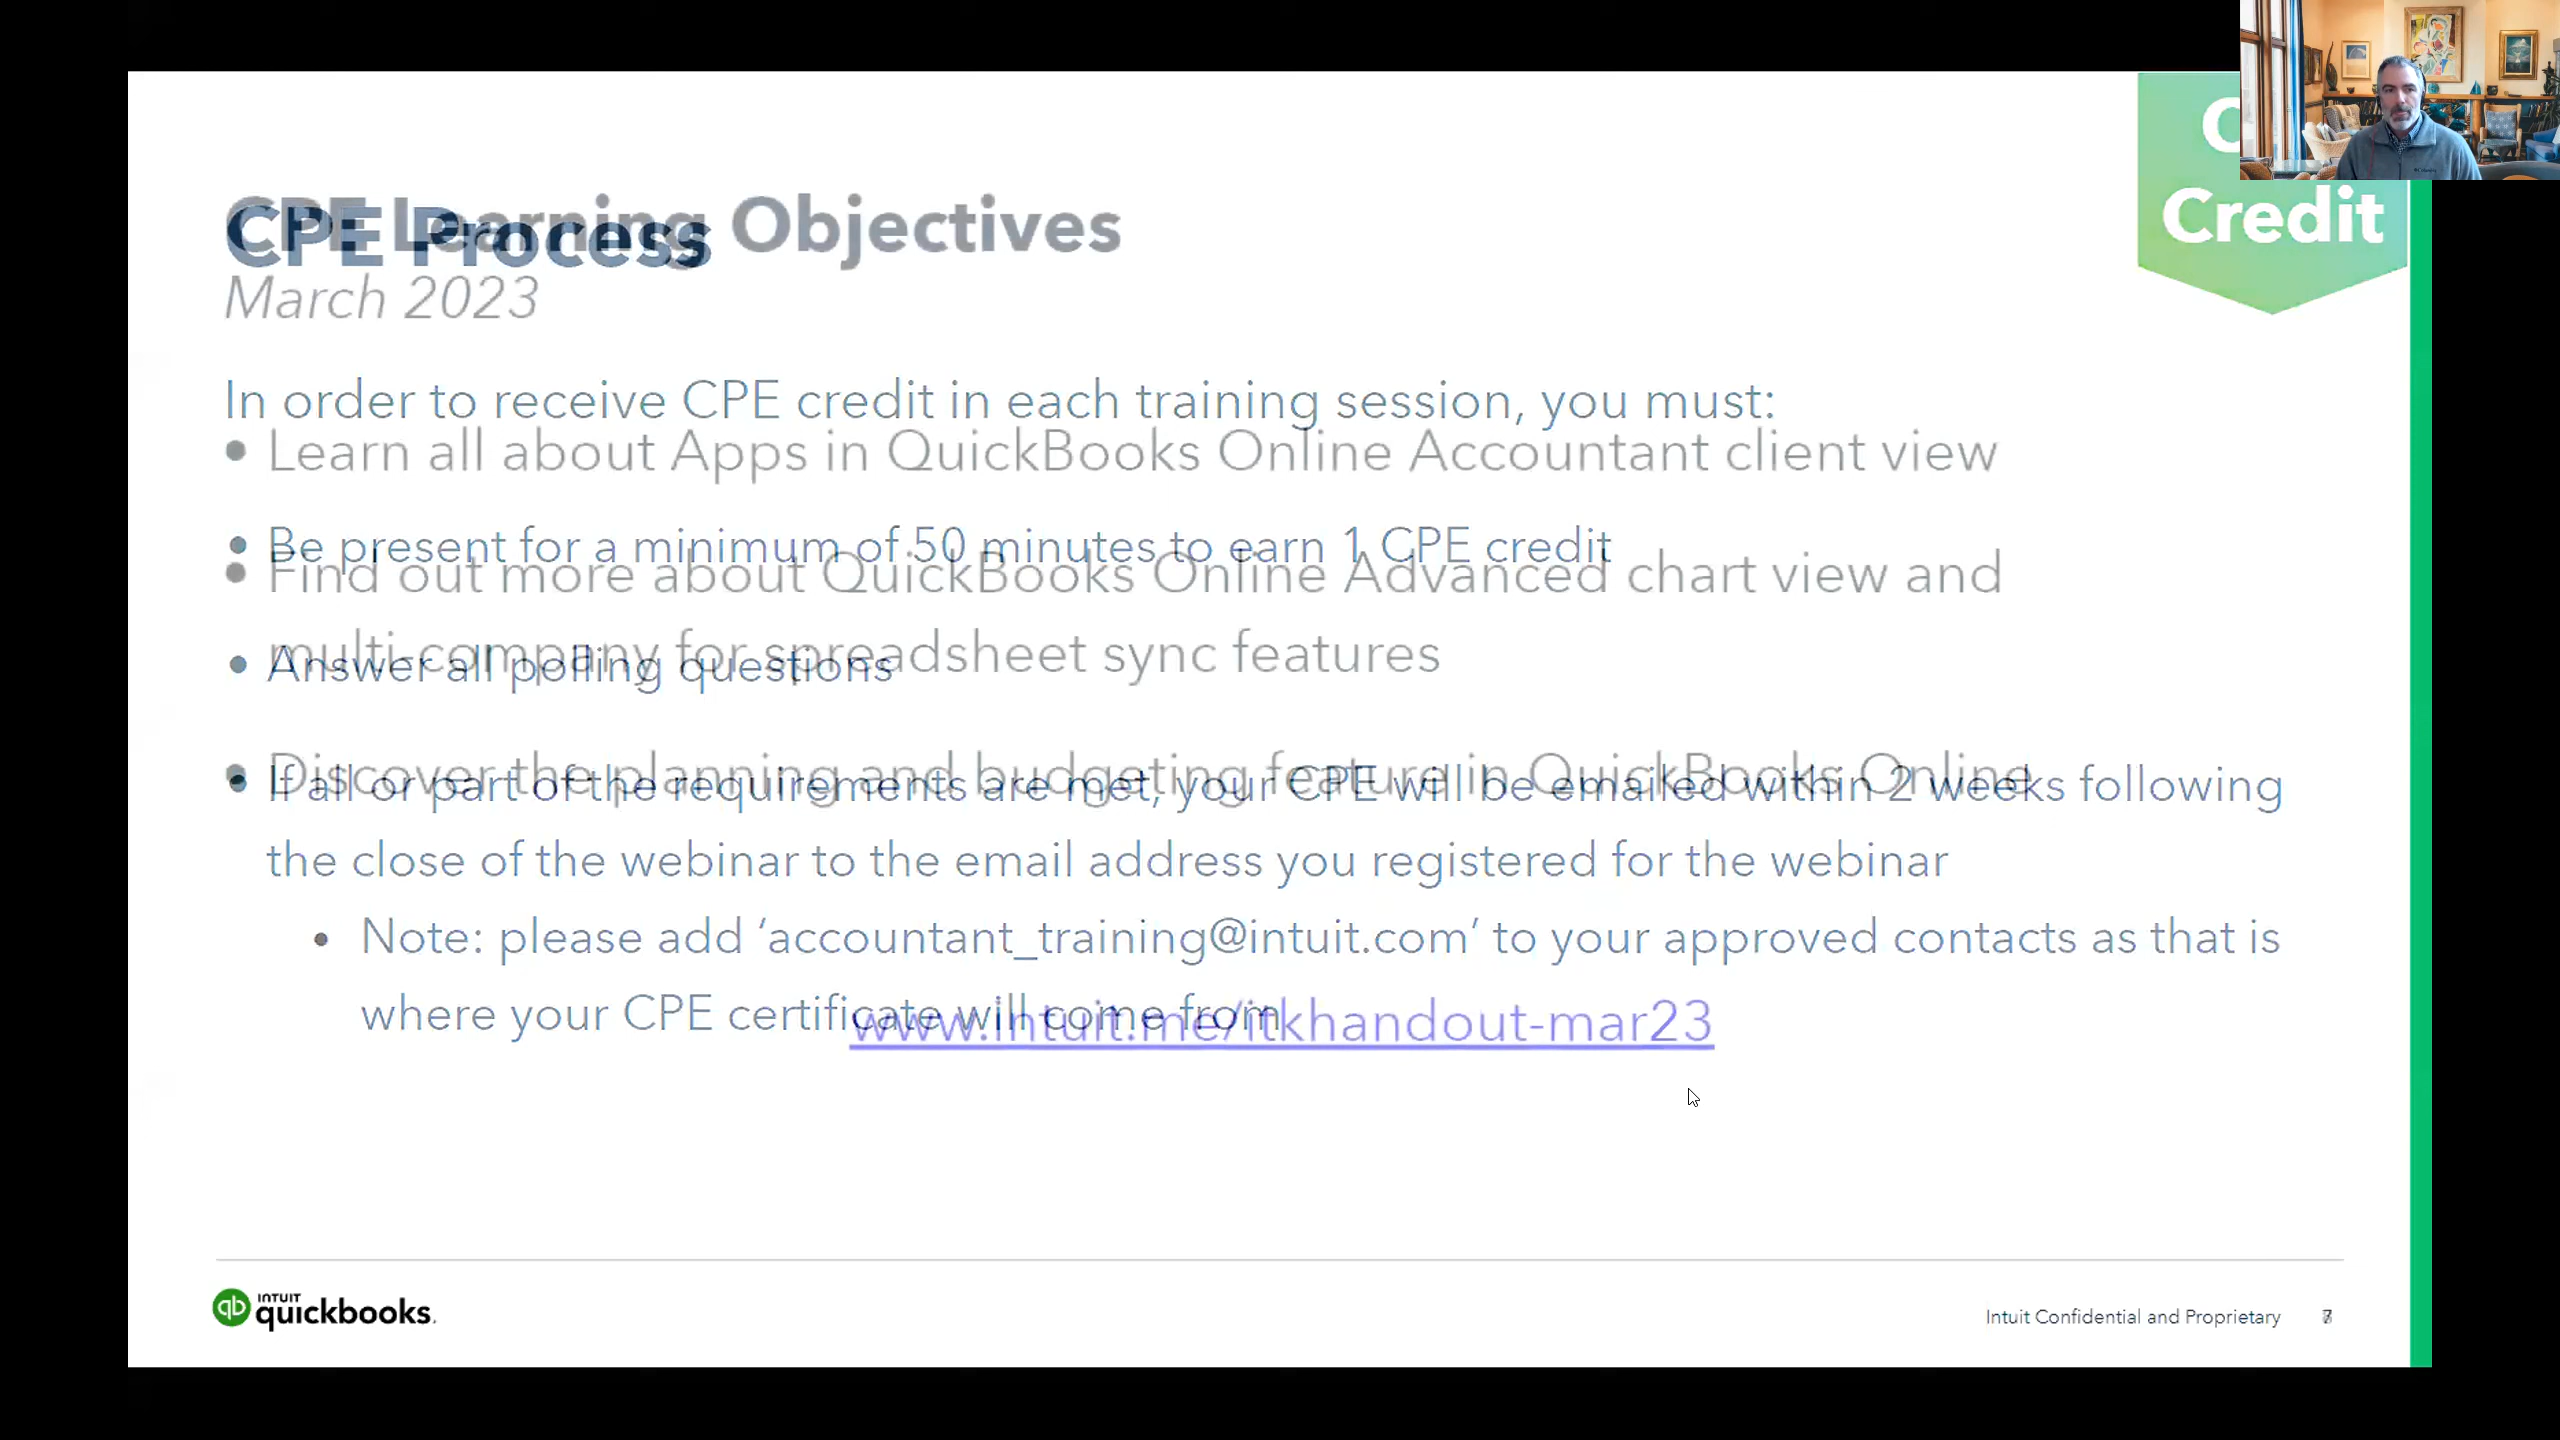 C
Credit
CPE Learning Objectives
CPE Process
March 2023
In order to receive CPE credit in each training session, you must:
• Learn all about Apps in QuickBooks Online Accountant client view
• Be present for a minimum of 50 minutes to earn 1 CPE credit
• Find out more about QuickBooks Online Advanced chart view and
multi-company for spreadsheet sync features
• Answer all polling questions
• Discover the planning and budgeting feature in QuickBooks Online
• If all or part of the requirements are met, your CPE will be emailed within 2 weeks following
the close of the webinar to the email address you registered for the webinar
• Note: please add ‘accountant_training@intuit.com’ to your approved contacts as that is
where your CPE certificate will come from
www.intuit.me/itkhandout-mar23
qb INTUIT
quickbooks.
Intuit Confidential and Proprietary